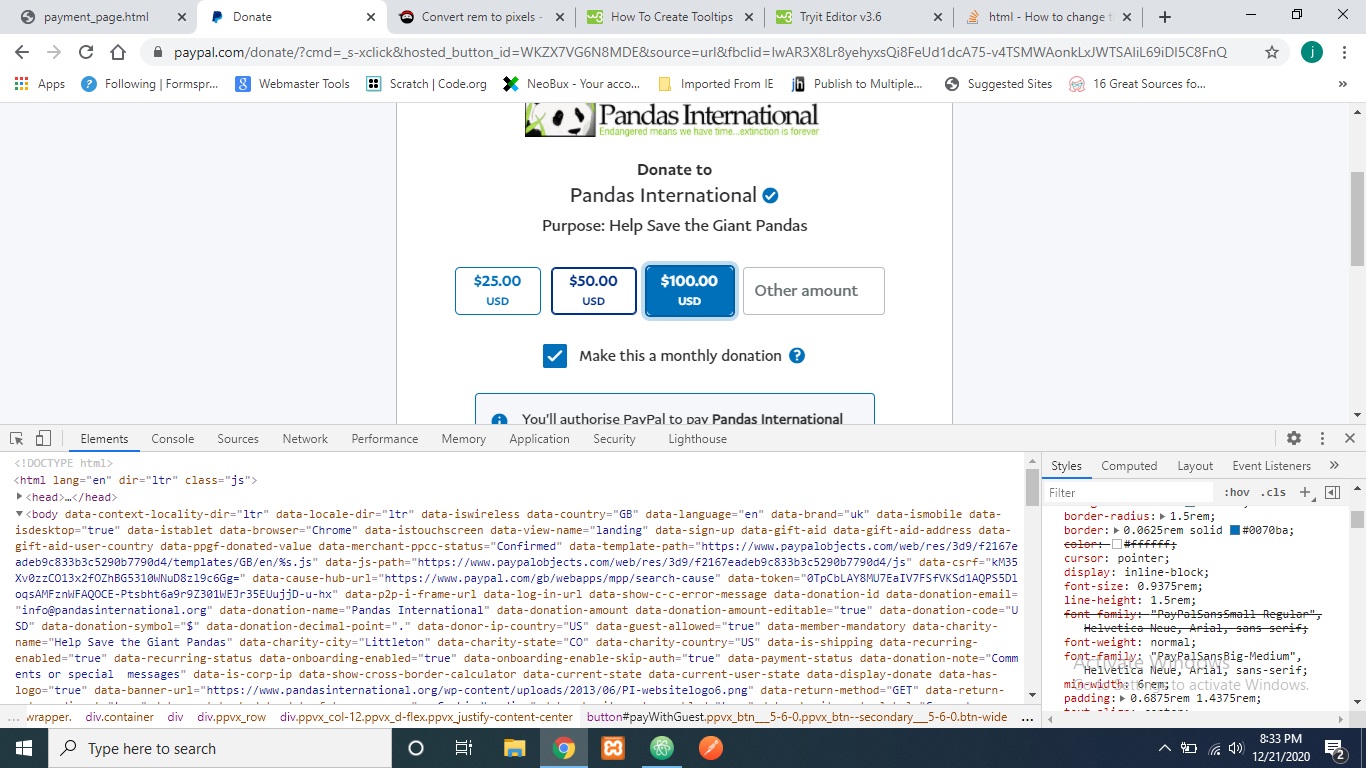 payment_page.html
Donate
Convert rem to pixels -
How To Create Tooltips
Tryit Editor v3.6
html - How to change t
paypal.com/donate/?cmd=_s-xclick&hosted_button_id=WKZX7VG6N8MDE&source=url&fbclid=IwAR3X8Lr8yehyxsQi8FeUd1dcA75-v4TSMWAonkLxJWTSAliL69iDI5C8FnQ
j
Apps
Following | Formspr...
Webmaster Tools
Scratch | Code.org
NeoBux - Your acco...
Imported From IE
Publish to Multiple...
Suggested Sites
16 Great Sources fo...
»
Pandas International
Endangered means we have time...extinction is forever
Donate to
Pandas International
Purpose: Help Save the Giant Pandas
$25.00 USD
$50.00 USD
$100.00 USD
Other amount
Make this a monthly donation ?
You'll authorise PayPal to pay Pandas International
Elements Console Sources Network Performance Memory Application Security Lighthouse
<!DOCTYPE html>
<html lang="en" dir="ltr" class="js">
<head>…</head>
<body data-context-locality-dir="ltr" data-locale-dir="ltr" data-iswireless data-country="GB" data-language="en" data-brand="uk" data-ismobile data-
isdesktop="true" data-istablet data-browser="Chrome" data-istouchscreen data-view-name="landing" data-sign-up data-gift-aid data-gift-aid-address data-
gift-aid-user-country data-ppgf-donated-value data-merchant-ppcc-status="Confirmed" data-template-path="https://www.paypalobjects.com/web/res/3d9/f2167e
adeb9c833b3c5290b7790d4/templates/GB/en/%s.js" data-js-path="https://www.paypalobjects.com/web/res/3d9/f2167eadeb9c833b3c5290b7790d4/js" data-csrf="kM35
Xv0zzCO13x2fOZhBG5310WNuD8zl9c6Gg=" data-cause-hub-url="https://www.paypal.com/gb/webapps/mpp/search-cause" data-token="0TpCbLAY8MU7EaIV7FSfVKSd1AQPS5Dl
oqsAMFznWFAQOCE-Ptsbht6a9r9Z301WEJr35EUujjD-u-hx" data-p2p-i-frame-url data-log-in-url data-show-c-c-error-message data-donation-id data-donation-email=
"info@pandasinternational.org" data-donation-name="Pandas International" data-donation-amount data-donation-amount-editable="true" data-donation-code="U
SD" data-donation-symbol="$" data-donation-decimal-point="." data-donor-ip-country="US" data-guest-allowed="true" data-member-mandatory data-charity-
name="Help Save the Giant Pandas" data-charity-city="Littleton" data-charity-state="CO" data-charity-country="US" data-is-shipping data-recurring-
enabled="true" data-recurring-status data-onboarding-enabled="true" data-onboarding-enable-skip-auth="true" data-payment-status data-donation-note="Comm
ents or special  messages" data-is-corp-ip data-show-cross-border-calculator data-current-state data-current-user-state data-display-donate data-has-
logo="true" data-banner-url="https://www.pandasinternational.org/wp-content/uploads/2013/06/PI-websitelogo6.png" data-return-method="GET" data-return-
… wrapper. div.container div div.ppvx_row div.ppvx_col-12.ppvx_d-flex.ppvx_justify-content-center button#payWithGuest.ppvx_btn___5-6-0.ppvx_btn--secondary___5-6-0.btn-wide …
Styles Computed Layout Event Listeners »
Filter :hov .cls +
border-radius: 1.5rem;
border: 0.0625rem solid #0070ba;
color: #ffffff;
cursor: pointer;
display: inline-block;
font-size: 0.9375rem;
line-height: 1.5rem;
font-family: "PayPalSansSmall-Regular",
Helvetica Neue, Arial, sans-serif;
font-weight: normal;
font-family: "PayPalSansBig-Medium",
Helvetica Neue, Arial, sans-serif;
min-width: 6rem;
padding: 0.6875rem 1.4375rem;
text-align: center;
Activate Windows
Go to Settings to activate Windows.
Type here to search
8:33 PM
12/21/2020
2